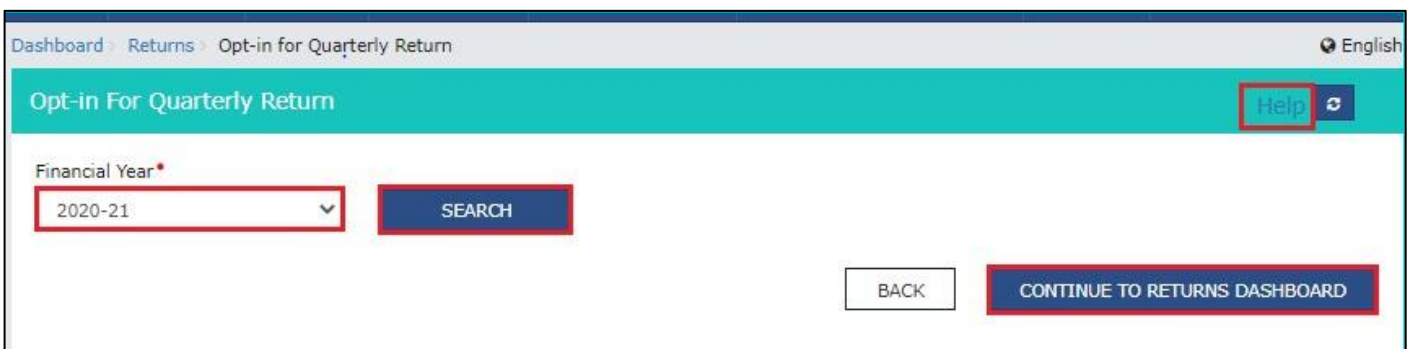 Dashboard > Returns > Opt-in for Quarterly Return English
Opt-in For Quarterly Return Help
Financial Year•
2020-21 SEARCH
BACK CONTINUE TO RETURNS DASHBOARD